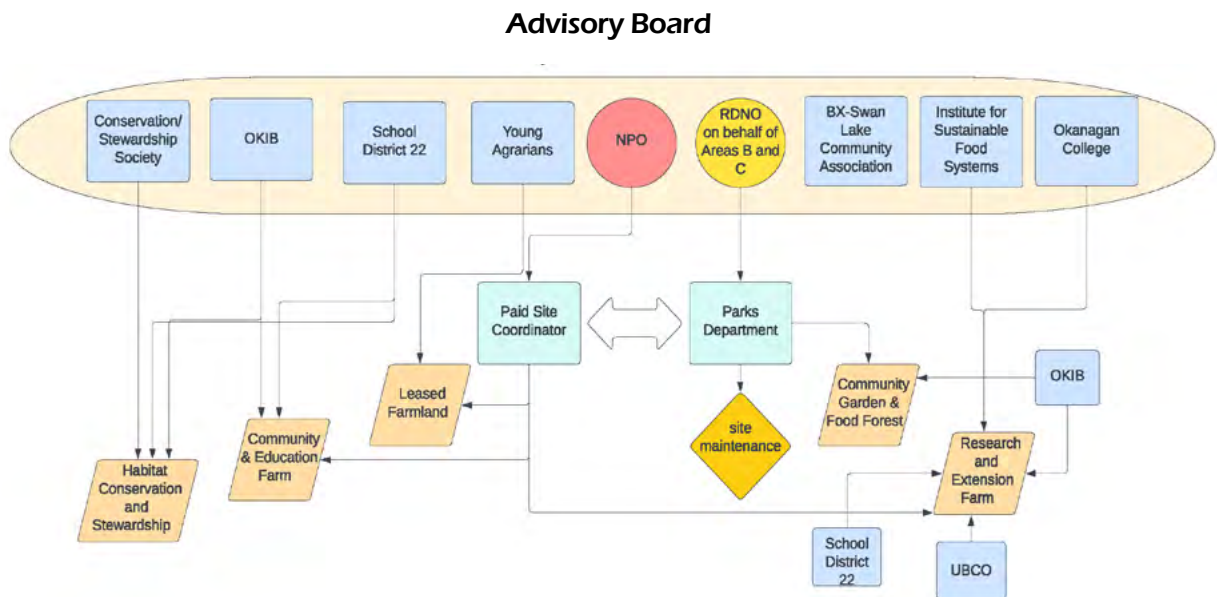 Advisory Board
Conservation/
Stewardship
Society
OKIB
School
District 22
Young
Agrarians
NPO
RDNO
on behalf of
Areas B and
C
BX-Swan
Lake
Community
Association
Institute for
Sustainable
Food
Systems
Okanagan
College
Paid Site
Coordinator
Parks
Department
Leased
Farmland
Community
Garden &
Food Forest
OKIB
Community
& Education
Farm
site
maintenance
Research
and
Extension
Farm
Habitat
Conservation
and
Stewardship
School
District
22
UBCO